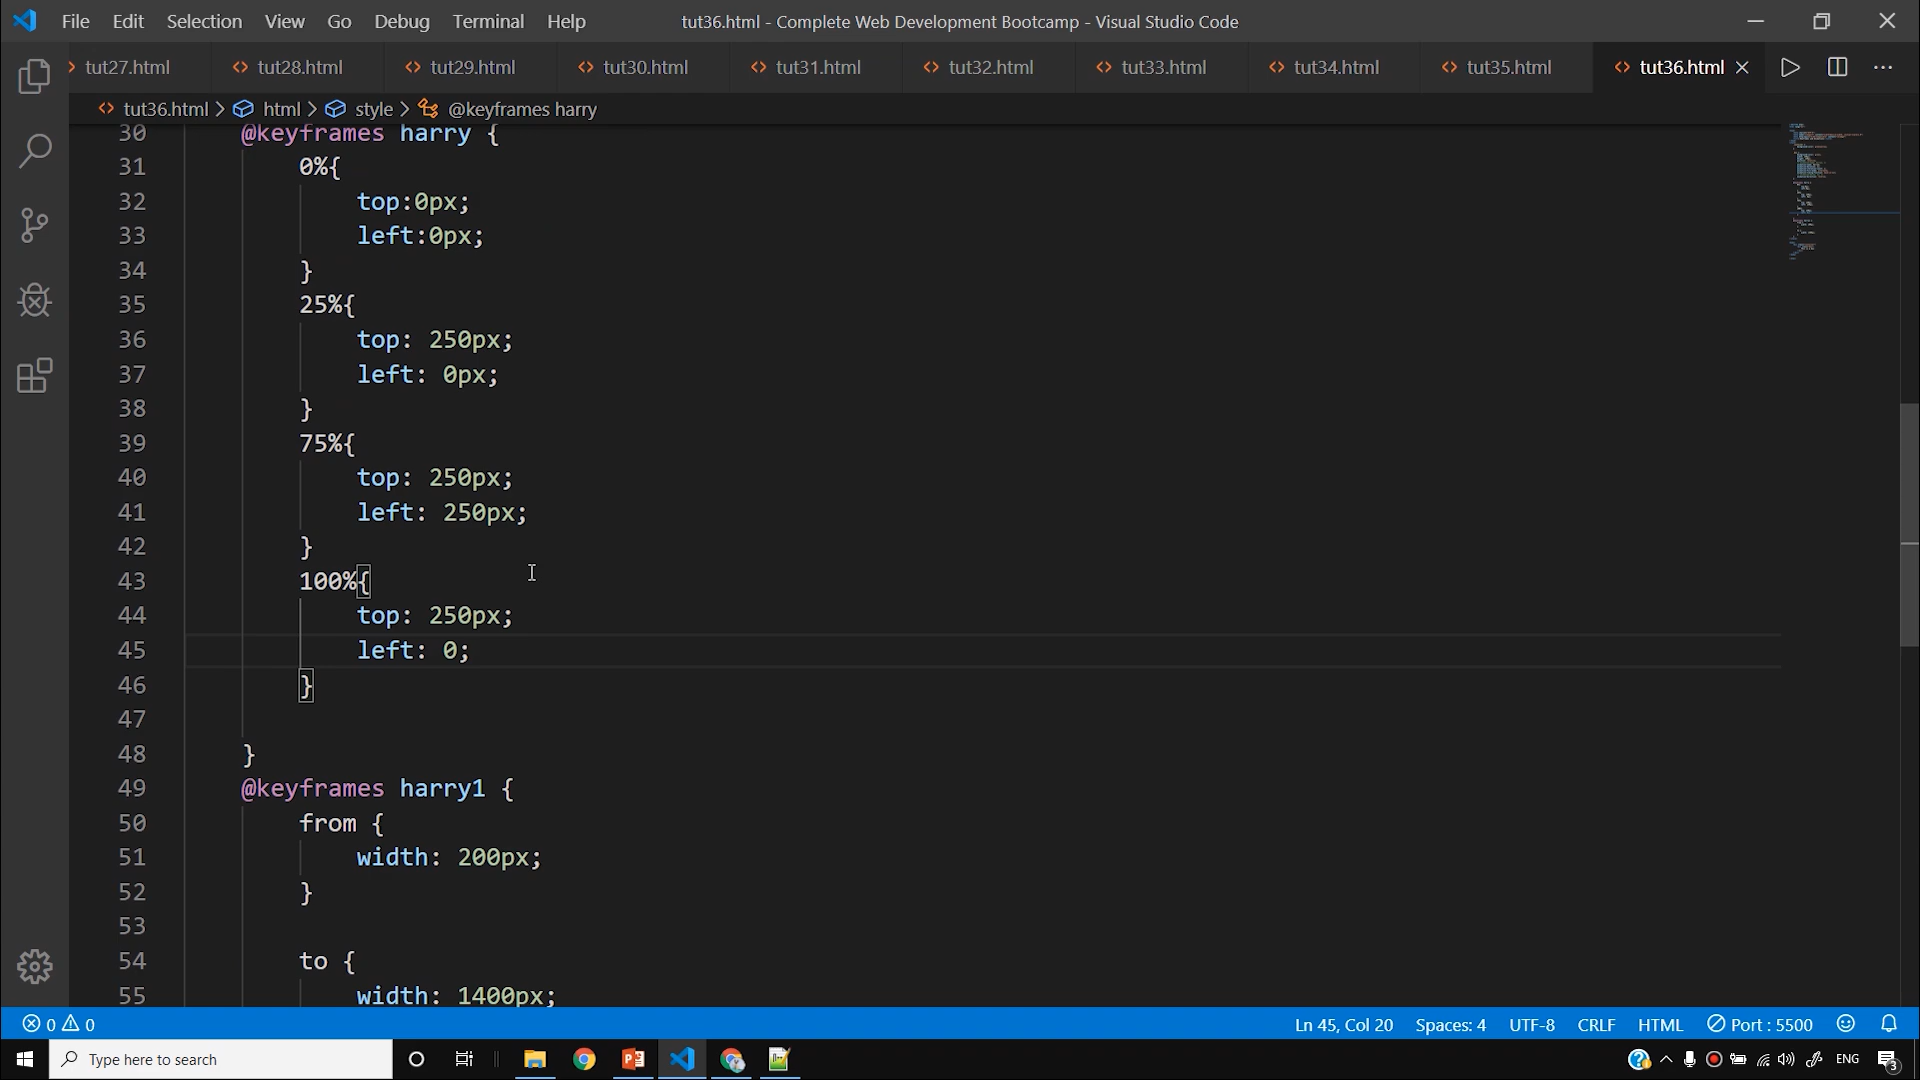 File Edit Selection View Go Debug Terminal Help
tut36.html - Complete Web Development Bootcamp - Visual Studio Code
tut27.html tut28.html tut29.html tut30.html tut31.html tut32.html tut33.html tut34.html tut35.html tut36.html
tut36.html > html > style > @keyframes harry
30 @keyframes harry {
31 0%{
32 top:0px;
33 left:0px;
34 }
35 25%{
36 top: 250px;
37 left: 0px;
38 }
39 75%{
40 top: 250px;
41 left: 250px;
42 }
43 100%{
44 top: 250px;
45 left: 0;
46 }
47
48 }
49 @keyframes harry1 {
50 from {
51 width: 200px;
52 }
53
54 to {
55 width: 1400px;
0 0 Ln 45, Col 20 Spaces: 4 UTF-8 CRLF HTML Port : 5500
Type here to search
ENG
3